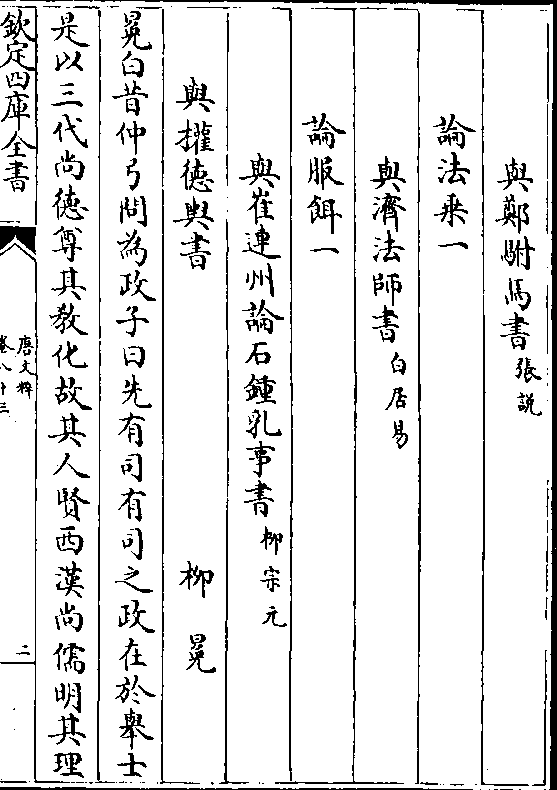 與鄭駙馬書張說
論法乗一
與濟法師書白居易
論服餌一
與崔連州論石鍾乳事書栁宗元
與權德輿書 栁冕
冕白昔仲弓問為政子曰先有司有司之政在於舉士
是以三代尚德尊其教化故其人賢西漢尚儒明其理
欽定四庫全書
唐文粹
卷八十三
二